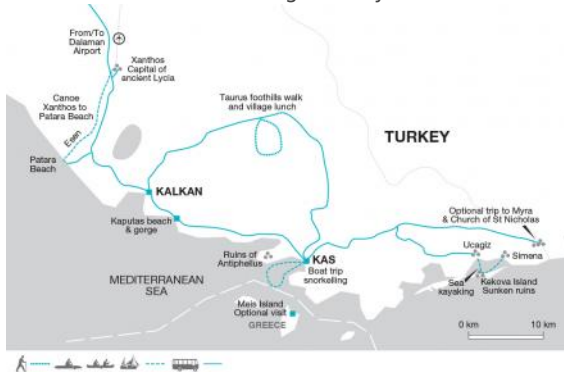 From/To
Dalaman
Airport
Xanthos
Capital of
ancient Lycia
Canoe
Xanthos to
Patara Beach
Esen
Patara
Beach
Taurus foothills walk
and village lunch
TURKEY
KALKAN
Kaputas beach
& gorge
Optional trip to Myra
& Church of St Nicholas
Ruins of
Antiphellus
KAS
Boat trip
snorkelling
Ucagiz
Simena
Sea
kayaking
Kekova Island
Sunken ruins
MEDITERRANEAN
SEA
Meis Island
Optional visit
GREECE
0 km
10 km